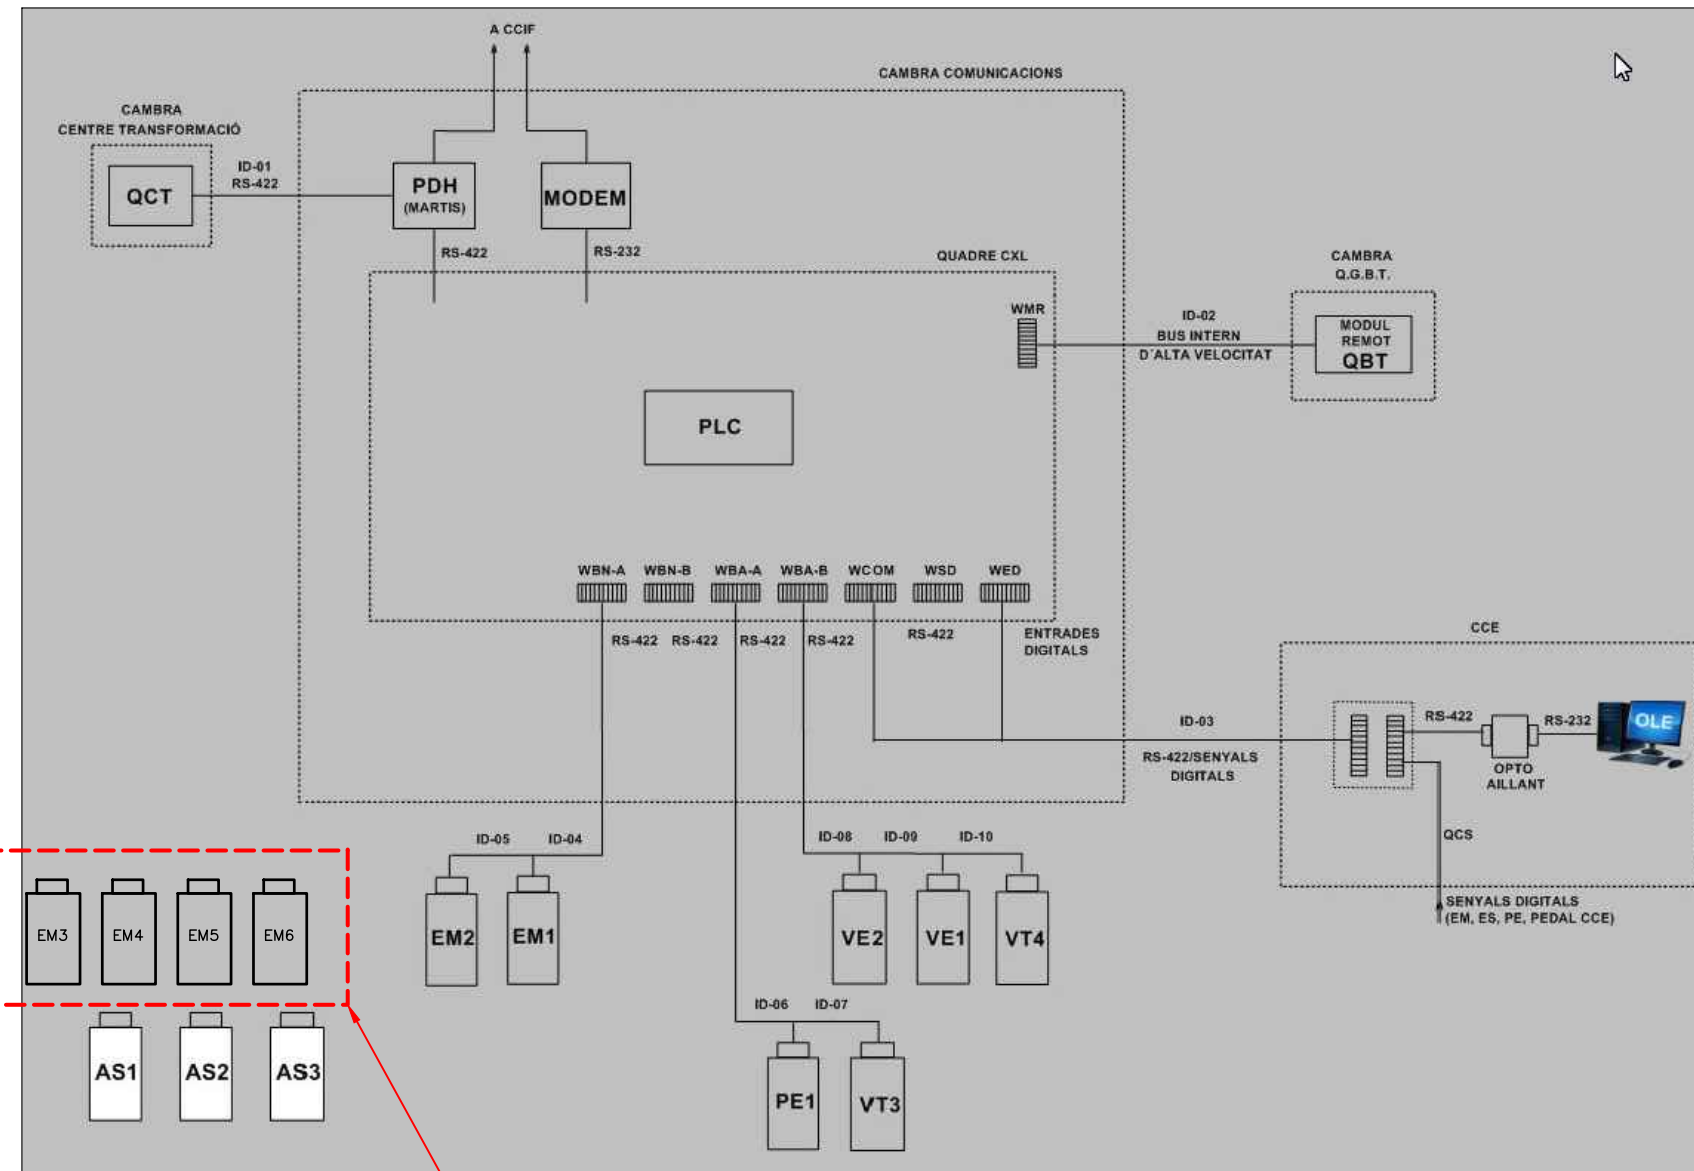 A CCIF
CAMBRA COMUNICACIONS
CAMBRA
CENTRE TRANSFORMACIÓ
QCT
ID-01
RS-422
PDH
(MARTIS)
MODEM
RS-422
RS-232
QUADRE CXL
CAMBRA
Q.G.B.T.
WMR
ID-02
BUS INTERN
D´ALTA VELOCITAT
MODUL
REMOT
QBT
PLC
WBN-A
WBN-B
WBA-A
WBA-B
WCOM
WSD
WED
RS-422
RS-422
RS-422
RS-422
RS-422
ENTRADES
DIGITALS
CCE
ID-03
RS-422/SENYALS
DIGITALS
RS-422
RS-232
OLE
OPTO
AILLANT
QCS
SENYALS DIGITALS
(EM, ES, PE, PEDAL CCE)
ID-05
ID-04
ID-08
ID-09
ID-10
EM3
EM4
EM5
EM6
EM2
EM1
VE2
VE1
VT4
ID-06
ID-07
AS1
AS2
AS3
PE1
VT3